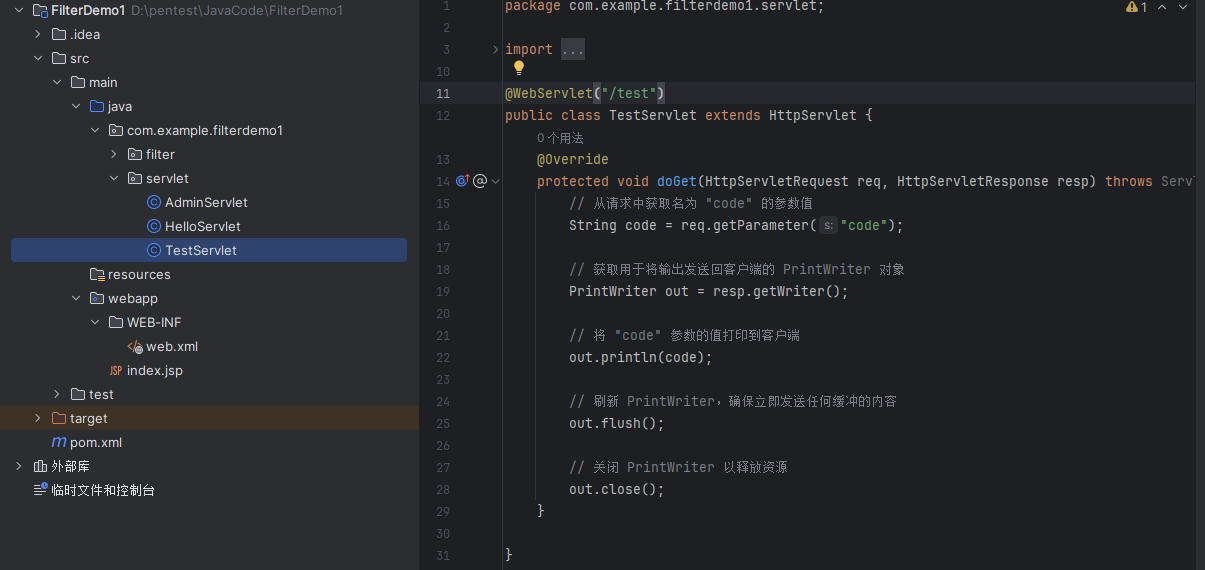 FilterDemo1 D:\pentest\JavaCode\FilterDemo1
.idea
src
main
java
com.example.filterdemo1
filter
servlet
AdminServlet
HelloServlet
TestServlet
resources
webapp
WEB-INF
web.xml
index.jsp
test
target
pom.xml
外部库
临时文件和控制台
1 package com.example.filterdemo1.servlet;
1
2
3 import ...
10
11 @WebServlet("/test")
12 public class TestServlet extends HttpServlet {
0个用法
13 @Override
14 protected void doGet(HttpServletRequest req, HttpServletResponse resp) throws Serv
15 // 从请求中获取名为 "code" 的参数值
16 String code = req.getParameter( s: "code");
17
18 // 获取用于将输出发送回客户端的 PrintWriter 对象
19 PrintWriter out = resp.getWriter();
20
21 // 将 "code" 参数的值打印到客户端
22 out.println(code);
23
24 // 刷新 PrintWriter，确保立即发送任何缓冲的内容
25 out.flush();
26
27 // 关闭 PrintWriter 以释放资源
28 out.close();
29 }
30
31 }